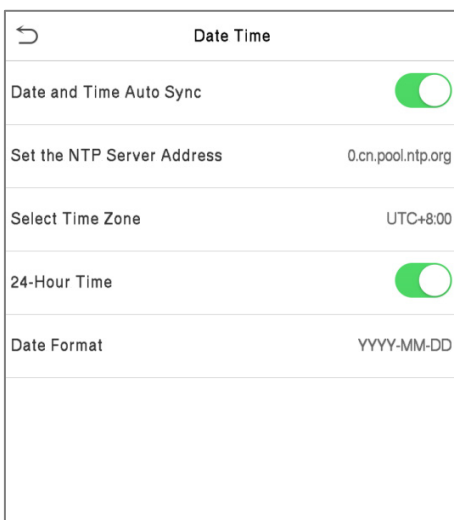 Date Time
Date and Time Auto Sync
Set the NTP Server Address 0.cn.pool.ntp.org
Select Time Zone UTC+8:00
24-Hour Time
Date Format YYYY-MM-DD